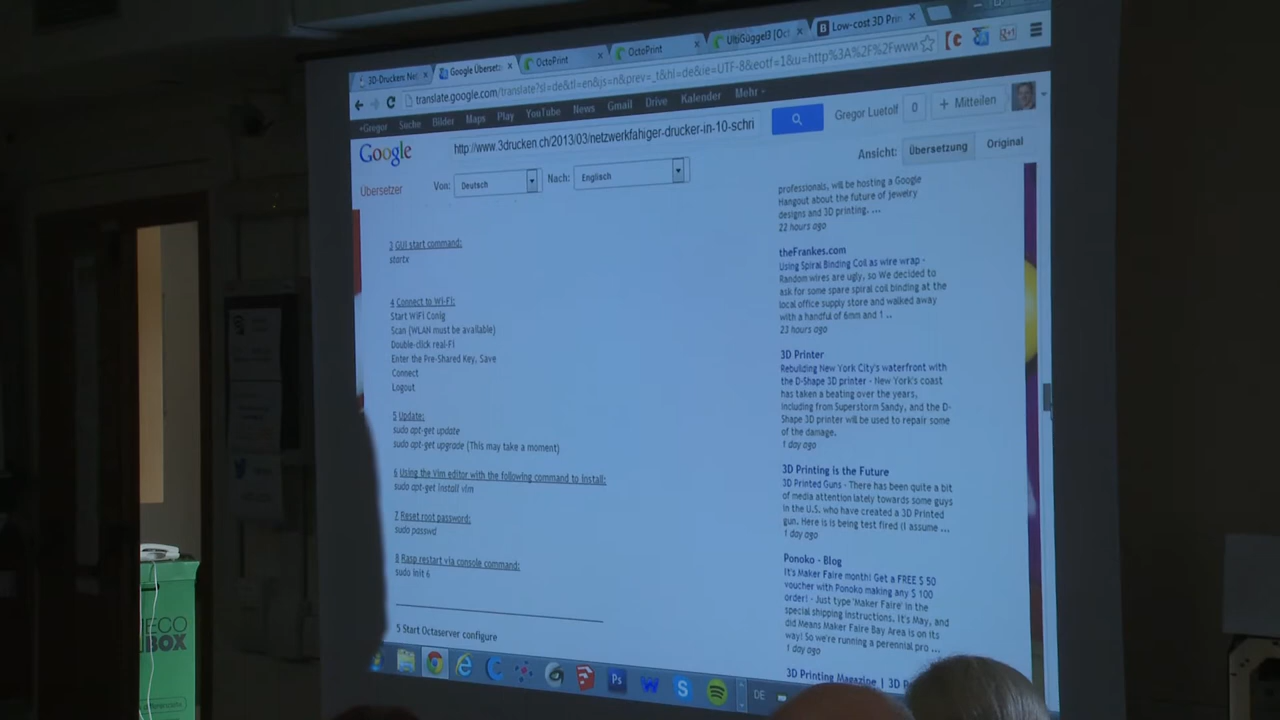 3D-Drucken: Net
Google Übersetz
OctoPrint
OctoPrint
UltiGüggel3 [Oct
Low-cost 3D Prin
translate.google.com/translate?sl=de&tl=en&js=n&prev=_t&hl=de&ie=UTF-8&eotf=1&u=http%3A%2F%2Fwww
+Gregor Suche Bilder Maps Play YouTube News Gmail Drive Kalender Mehr
Google
http://www.3drucken.ch/2013/03/netzwerkfahiger-drucker-in-10-schri
Gregor Luetolf 0 + Mitteilen
Übersetzer
Von: Deutsch Nach: Englisch
Ansicht: Übersetzung Original
3 GUI start command:
startx
4 Connect to Wi-Fi:
Start WiFi Conig
Scan (WLAN must be available)
Double-click real-Fi
Enter the Pre-Shared Key, Save
Connect
Logout
5 Update:
sudo apt-get update
sudo apt-get upgrade (This may take a moment)
6 Using the Vim editor with the following command to install:
sudo apt-get install vim
7 Reset root password:
sudo passwd
8 Rasp restart via console command:
sudo init 6
5 Start Octaserver configure
professionals, will be hosting a Google
Hangout about the future of jewelry
designs and 3D printing. ...
22 hours ago
theFrankes.com
Using Spiral Binding Coil as wire wrap -
Random wires are ugly, so We decided to
ask for some spare spiral coil binding at the
local office supply store and walked away
with a handful of 6mm and 1 ..
23 hours ago
3D Printer
Rebuilding New York City's waterfront with
the D-Shape 3D printer - New York's coast
has taken a beating over the years,
including from Superstorm Sandy, and the D-
Shape 3D printer will be used to repair some
of the damage.
1 day ago
3D Printing is the Future
3D Printed Guns - There has been quite a bit
of media attention lately towards some guys
in the U.S. who have created a 3D Printed
gun. Here is is being test fired (I assume ...
1 day ago
Ponoko - Blog
It's Maker Faire month! Get a FREE $ 50
voucher with Ponoko making any $ 100
order! - Just type 'Maker Faire' in the
special shipping instructions. It's May, and
did Means Maker Faire Bay Area is on its
way! So we're running a perennial pro ...
1 day ago
3D Printing Magazine | 3D P
Ps
DE
ECO
BOX